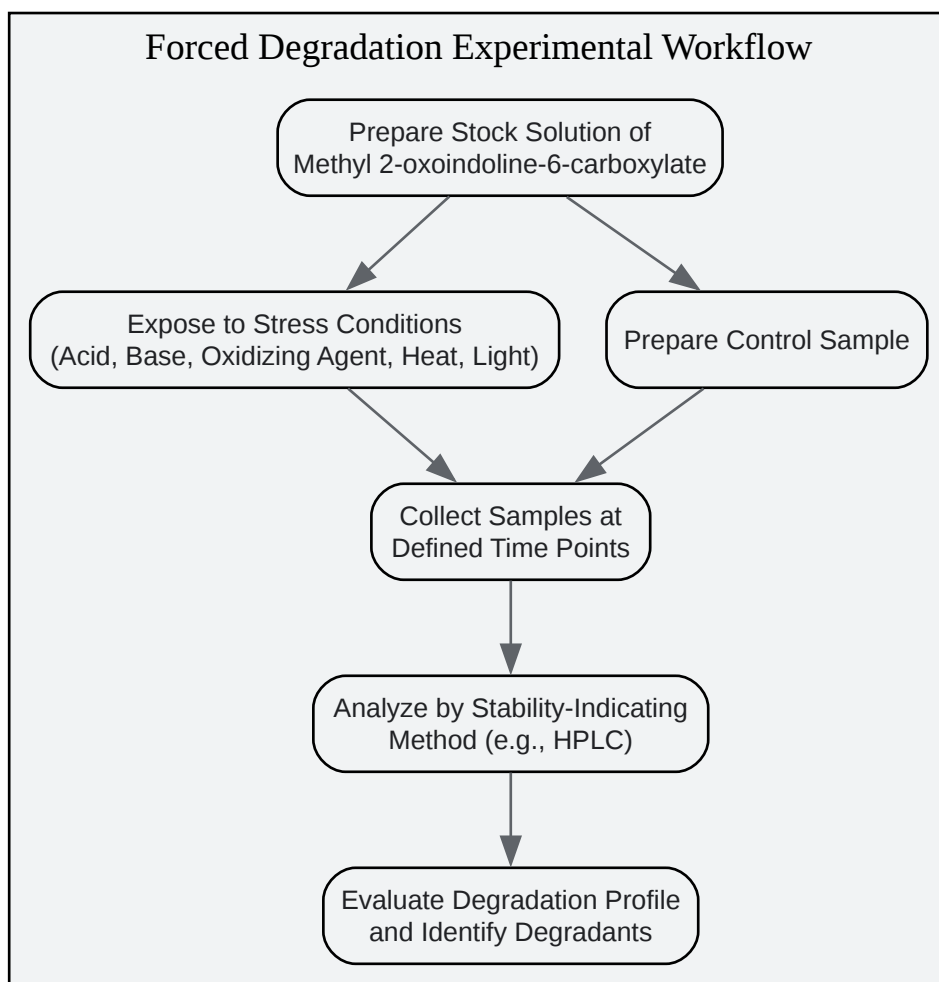 Forced Degradation Experimental Workflow
Prepare Stock Solution of
Methyl 2-oxoindoline-6-carboxylate
Expose to Stress Conditions
(Acid, Base, Oxidizing Agent, Heat, Light)
Prepare Control Sample
Collect Samples at
Defined Time Points
Analyze by Stability-Indicating
Method (e.g., HPLC)
Evaluate Degradation Profile
and Identify Degradants